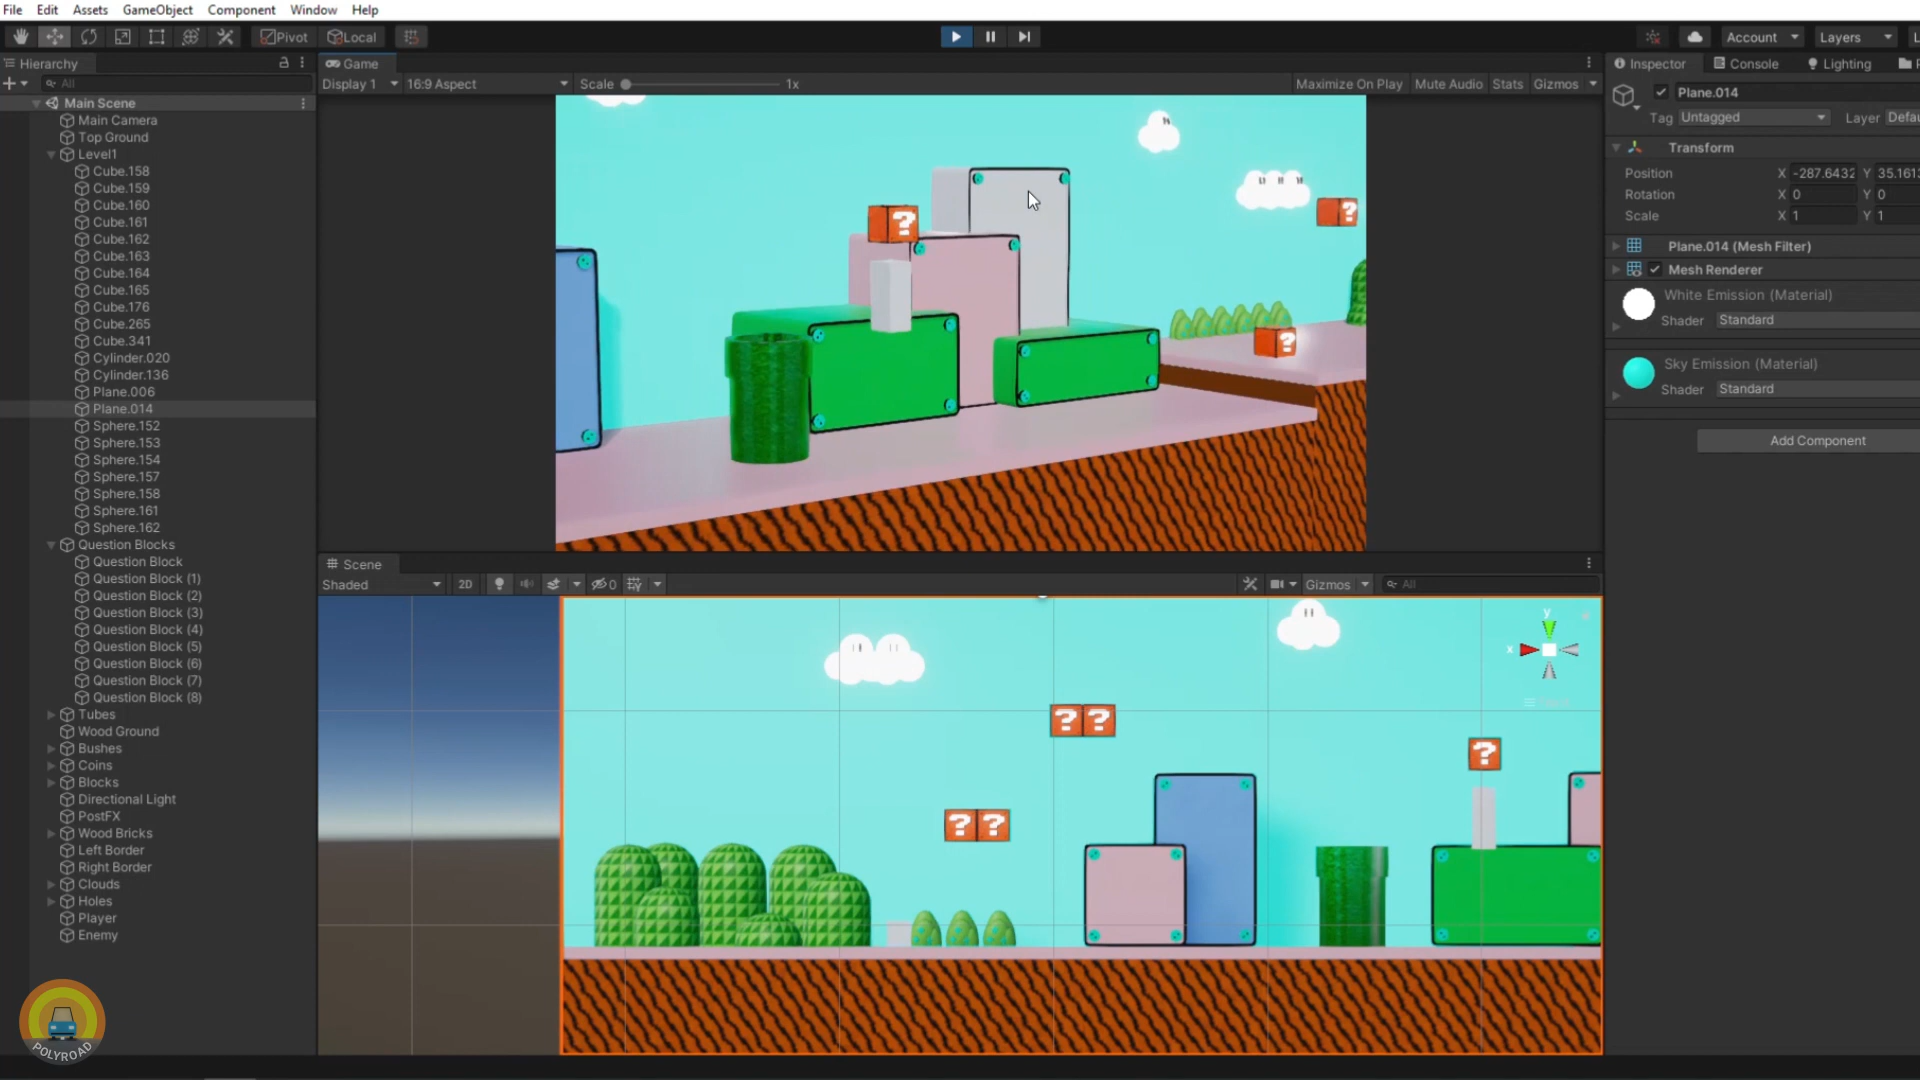 File Edit Assets GameObject Component Window Help
Pivot Local Account Layers
Hierarchy
All
Main Scene
Main Camera
Top Ground
Level1
Cube.158
Cube.159
Cube.160
Cube.161
Cube.162
Cube.163
Cube.164
Cube.165
Cube.176
Cube.265
Cube.341
Cylinder.020
Cylinder.136
Plane.006
Plane.014
Sphere.152
Sphere.153
Sphere.154
Sphere.157
Sphere.158
Sphere.161
Sphere.162
Question Blocks
Question Block
Question Block (1)
Question Block (2)
Question Block (3)
Question Block (4)
Question Block (5)
Question Block (6)
Question Block (7)
Question Block (8)
Tubes
Wood Ground
Bushes
Coins
Blocks
Directional Light
PostFX
Wood Bricks
Left Border
Right Border
Clouds
Holes
Player
Enemy
POLYROAD
Game
Display 1 16:9 Aspect Scale 1x Maximize On Play Mute Audio Stats Gizmos
?
?
?
Scene
Shaded 2D 0 Gizmos All
y
x
? ?
?
? ?
Inspector Console Lighting
Plane.014
Tag Untagged Layer Defau
Transform
Position X -287.6432 Y 35.1613
Rotation X 0 Y 0
Scale X 1 Y 1
Plane.014 (Mesh Filter)
Mesh Renderer
White Emission (Material)
Shader Standard
Sky Emission (Material)
Shader Standard
Add Component